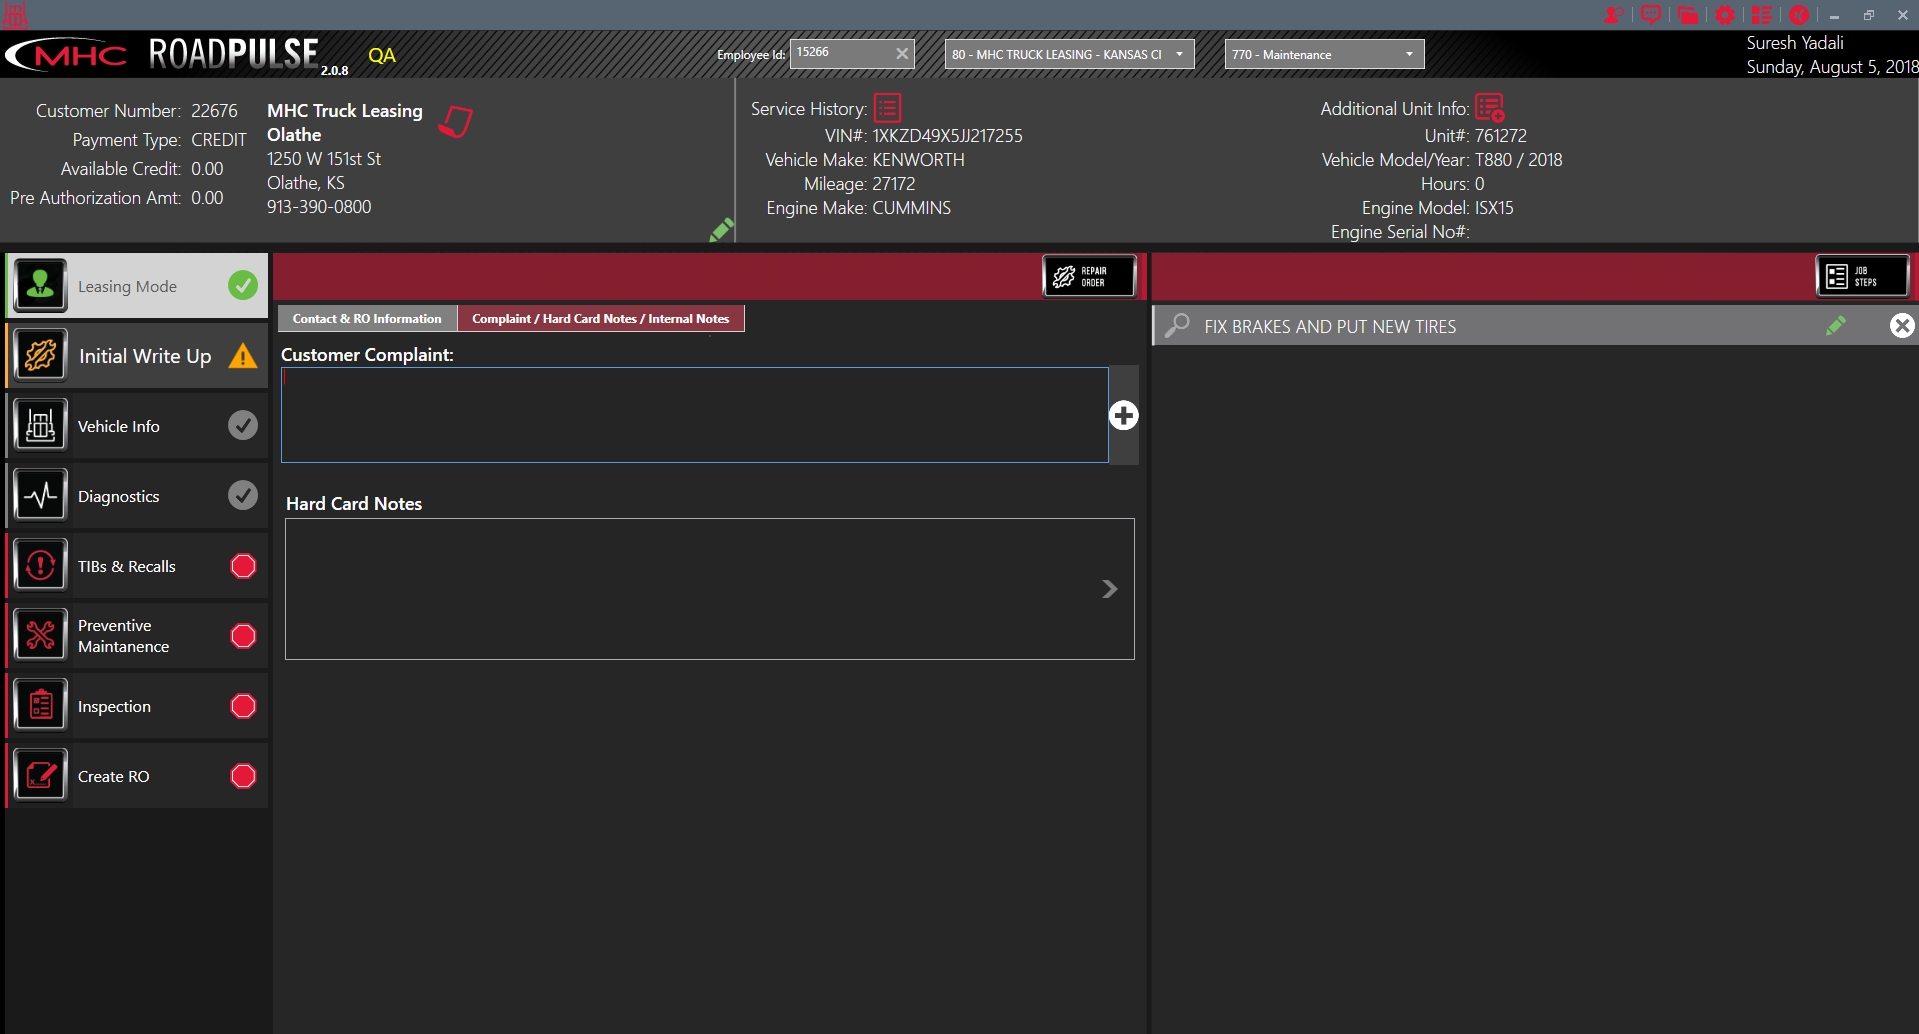 MHC ROADPULSE 2.0.8 QA
Employee Id: 15266
80 - MHC TRUCK LEASING - KANSAS CI
770 - Maintenance
Suresh Yadali
Sunday, August 5, 2018
Customer Number: 22676
Payment Type: CREDIT
Available Credit: 0.00
Pre Authorization Amt: 0.00
MHC Truck Leasing
Olathe
1250 W 151st St
Olathe, KS
913-390-0800
Service History:
VIN#: 1XKZD49X5JJ217255
Vehicle Make: KENWORTH
Mileage: 27172
Engine Make: CUMMINS
Additional Unit Info:
Unit#: 761272
Vehicle Model/Year: T880 / 2018
Hours: 0
Engine Model: ISX15
Engine Serial No#:
Leasing Mode
Initial Write Up
Vehicle Info
Diagnostics
TIBs & Recalls
Preventive
Maintanence
Inspection
Create RO
REPAIR
ORDER
Contact & RO Information
Complaint / Hard Card Notes / Internal Notes
Customer Complaint:
Hard Card Notes
JOB
STEPS
FIX BRAKES AND PUT NEW TIRES